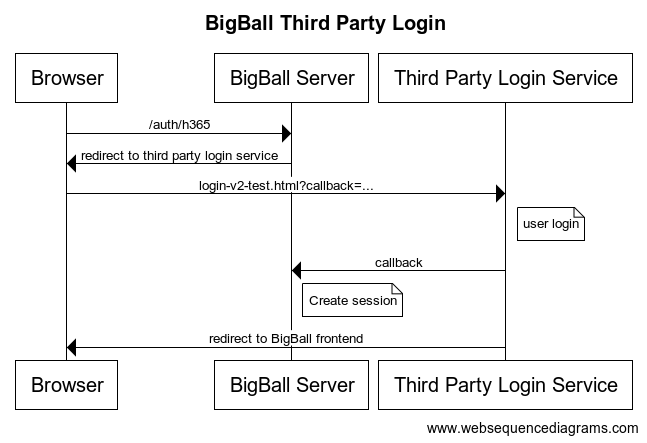 BigBall Third Party Login
Browser
BigBall Server
Third Party Login Service
/auth/h365
redirect to third party login service
login-v2-test.html?callback=...
user login
callback
Create session
redirect to BigBall frontend
Browser
BigBall Server
Third Party Login Service
www.websequencediagrams.com